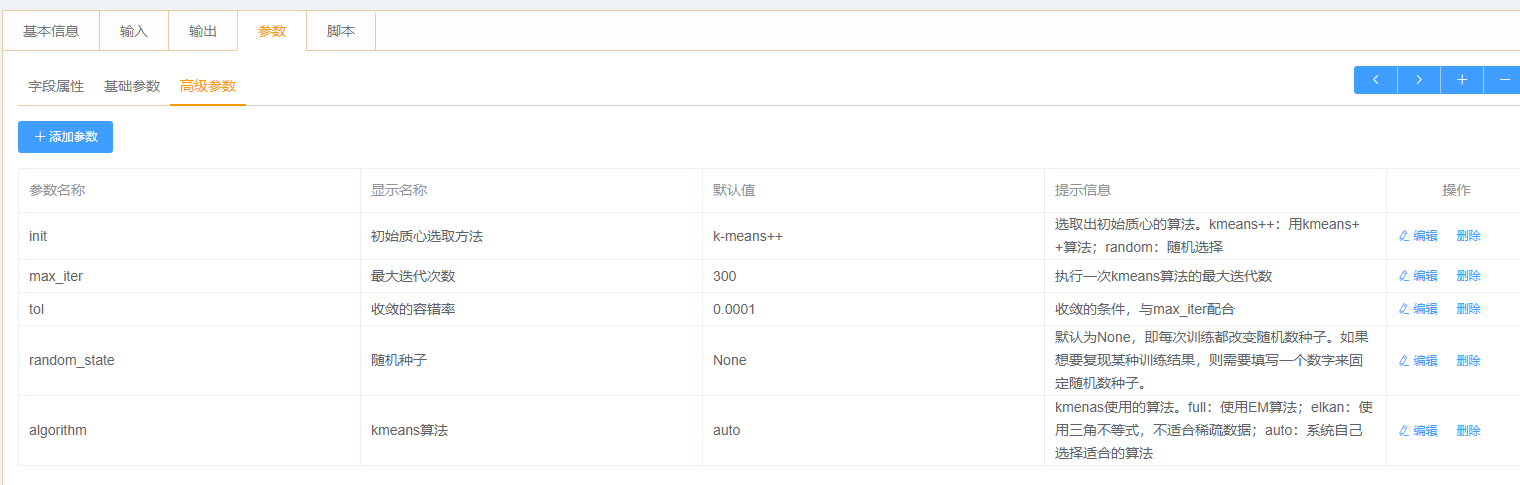 基本信息 输入 输出 参数 脚本
字段属性 基础参数 高级参数
添加参数
参数名称 显示名称 默认值 提示信息 操作
init 初始质心选取方法 k-means++ 选取出初始质心的算法。kmeans++：用kmeans+
+算法；random：随机选择 编辑 删除
max_iter 最大迭代次数 300 执行一次kmeans算法的最大迭代数 编辑 删除
tol 收敛的容错率 0.0001 收敛的条件，与max_iter配合 编辑 删除
random_state 随机种子 None 默认为None，即每次训练都改变随机数种子。如果
想要复现某种训练结果，则需要填写一个数字来固
定随机数种子。 编辑 删除
algorithm kmeans算法 auto kmenas使用的算法。full：使用EM算法；elkan：使
用三角不等式，不适合稀疏数据；auto：系统自己
选择适合的算法 编辑 删除